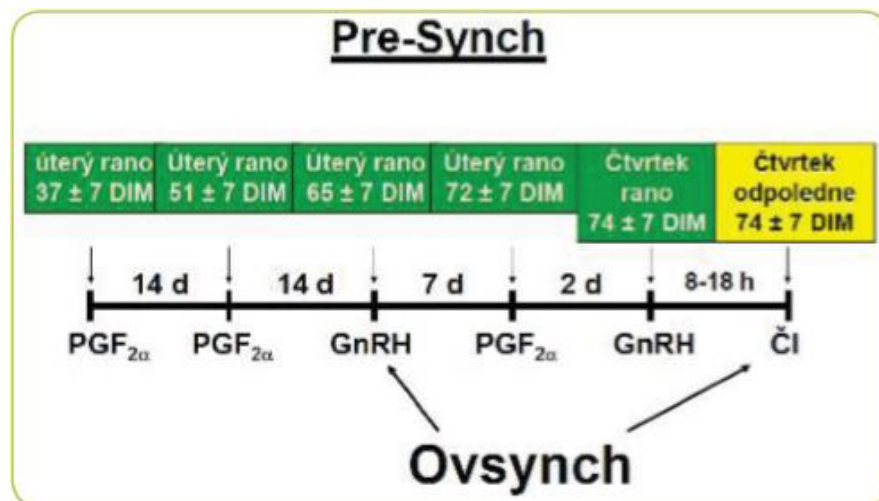 Pre-Synch
úterý rano Úterý rano Úterý rano Úterý rano Čtvrtek rano Čtvrtek odpoledne
37 ± 7 DIM 51 ± 7 DIM 65 ± 7 DIM 72 ± 7 DIM 74 ± 7 DIM 74 ± 7 DIM
14 d 14 d 7 d 2 d 8-18 h
PGF2α PGF2α GnRH PGF2α GnRH ČI
Ovsynch